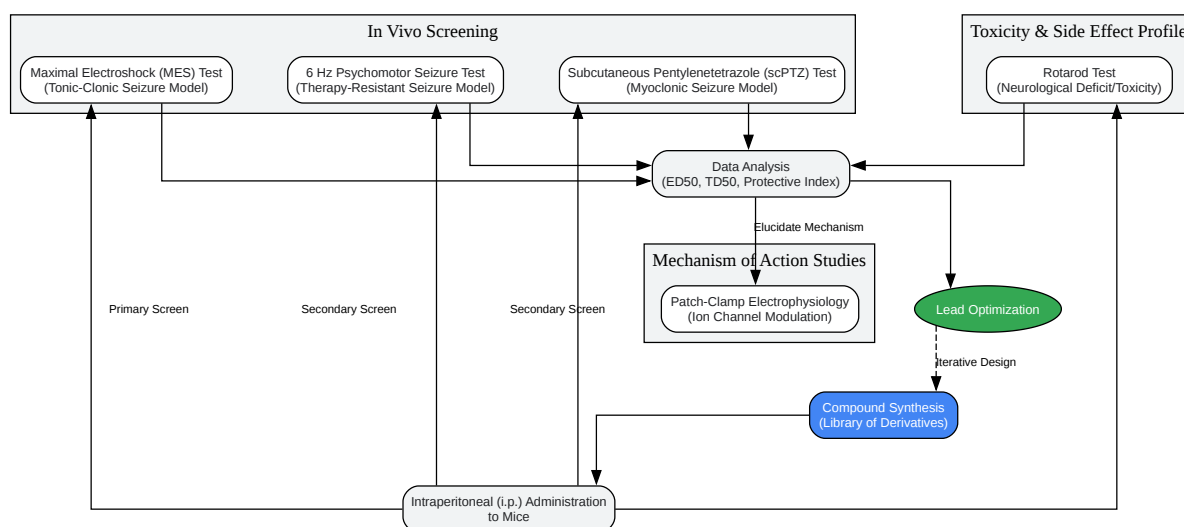 In Vivo Screening
Toxicity & Side Effect Profile
Maximal Electroshock (MES) Test
(Tonic-Clonic Seizure Model)
6 Hz Psychomotor Seizure Test
(Therapy-Resistant Seizure Model)
Subcutaneous Pentylenetetrazole (scPTZ) Test
(Myoclonic Seizure Model)
Rotarod Test
(Neurological Deficit/Toxicity)
Data Analysis
(ED50, TD50, Protective Index)
Elucidate Mechanism
Mechanism of Action Studies
Patch-Clamp Electrophysiology
(Ion Channel Modulation)
Primary Screen
Secondary Screen
Secondary Screen
Lead Optimization
Iterative Design
Compound Synthesis
(Library of Derivatives)
Intraperitoneal (i.p.) Administration
to Mice